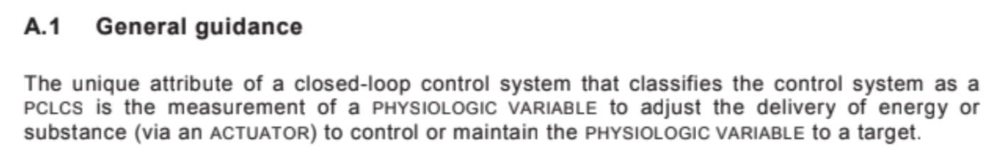 A.1 General guidance
The unique attribute of a closed-loop control system that classifies the control system as a
PCLCS is the measurement of a PHYSIOLOGIC VARIABLE to adjust the delivery of energy or
substance (via an ACTUATOR) to control or maintain the PHYSIOLOGIC VARIABLE to a target.